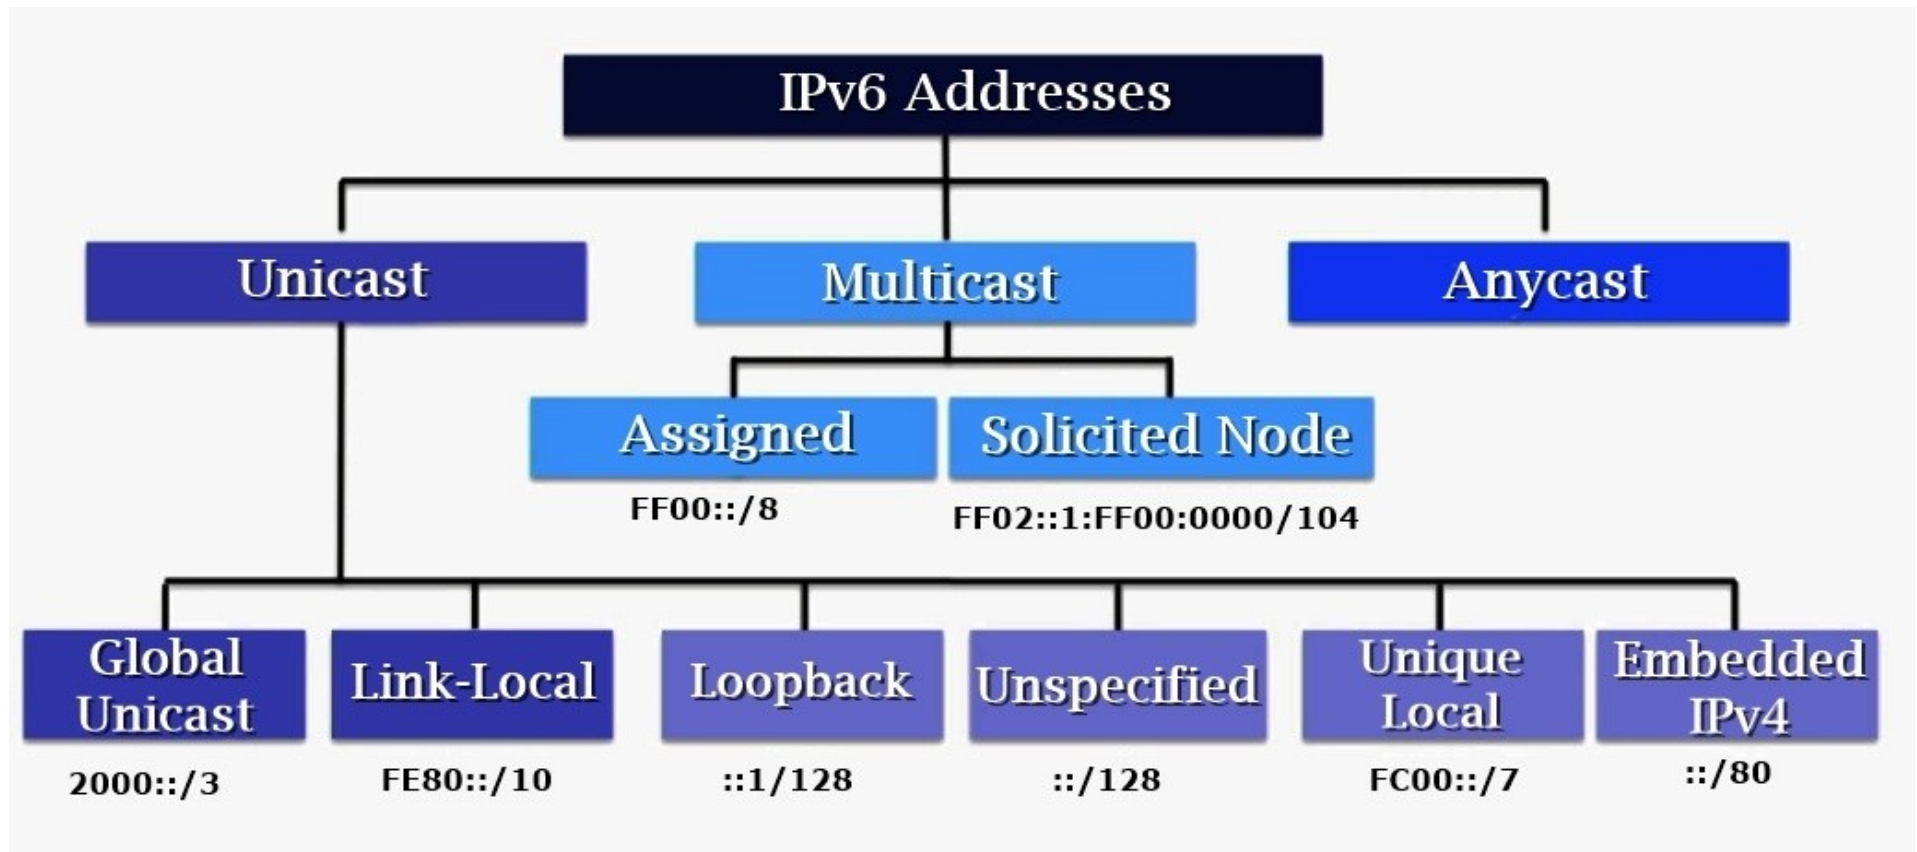 IPv6 Addresses
Unicast
Multicast
Anycast
Assigned
Solicited Node
FF00::/8
FF02::1:FF00:0000/104
Global
Unicast
Link-Local
Loopback
Unspecified
Unique
Local
Embedded
IPv4
2000::/3
FE80::/10
::1/128
::/128
FC00::/7
::/80